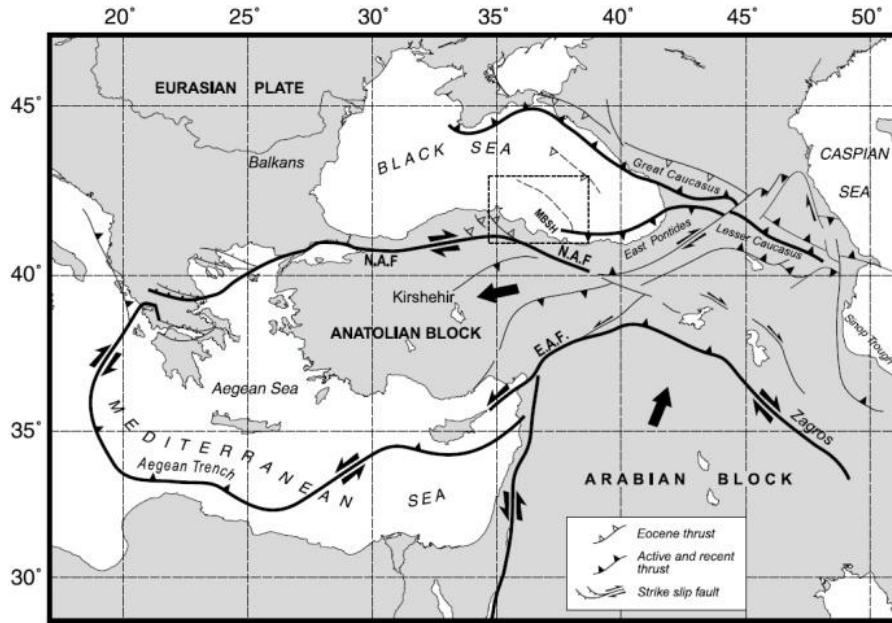 20° 25° 30° 35° 40° 45° 50°
EURASIAN PLATE
45°
Balkans
BLACK SEA
CASPIAN
SEA
Great Caucasus
MBSH
East Pontides
Lesser Caucasus
N.A.F
N.A.F
40°
Kirshehir
ANATOLIAN BLOCK
E.A.F.
Sinop Trough
Aegean Sea
35°
Zagros
MEDITERRANEAN
SEA
Aegean Trench
ARABIAN BLOCK
Eocene thrust
Active and recent
thrust
Strike slip fault
30°